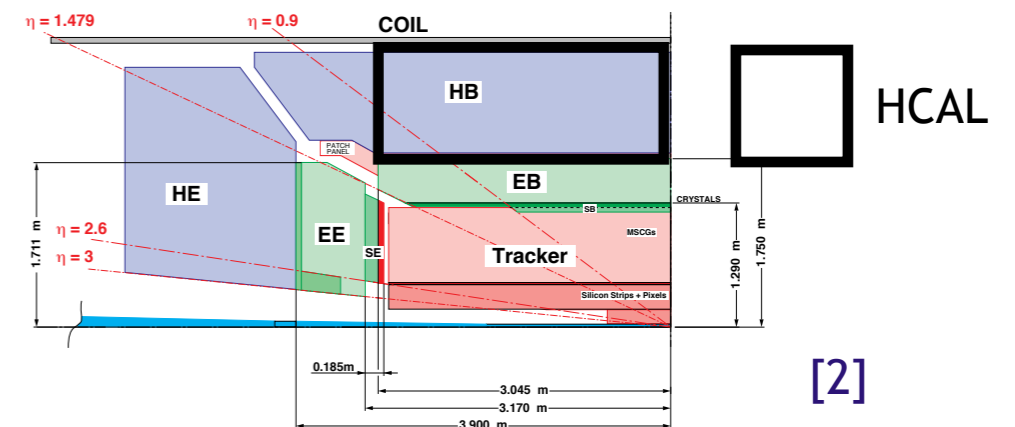 η = 1.479
η = 0.9
COIL
HB
HCAL
PATCH
PANEL
EB
HE
CRYSTALS
SB
MSCGs
EE
SE
Tracker
η = 2.6
η = 3
1.711 m
1.290 m
1.750 m
Silicon Strips + Pixels
0.185m
3.045 m
3.170 m
3.900 m
[2]